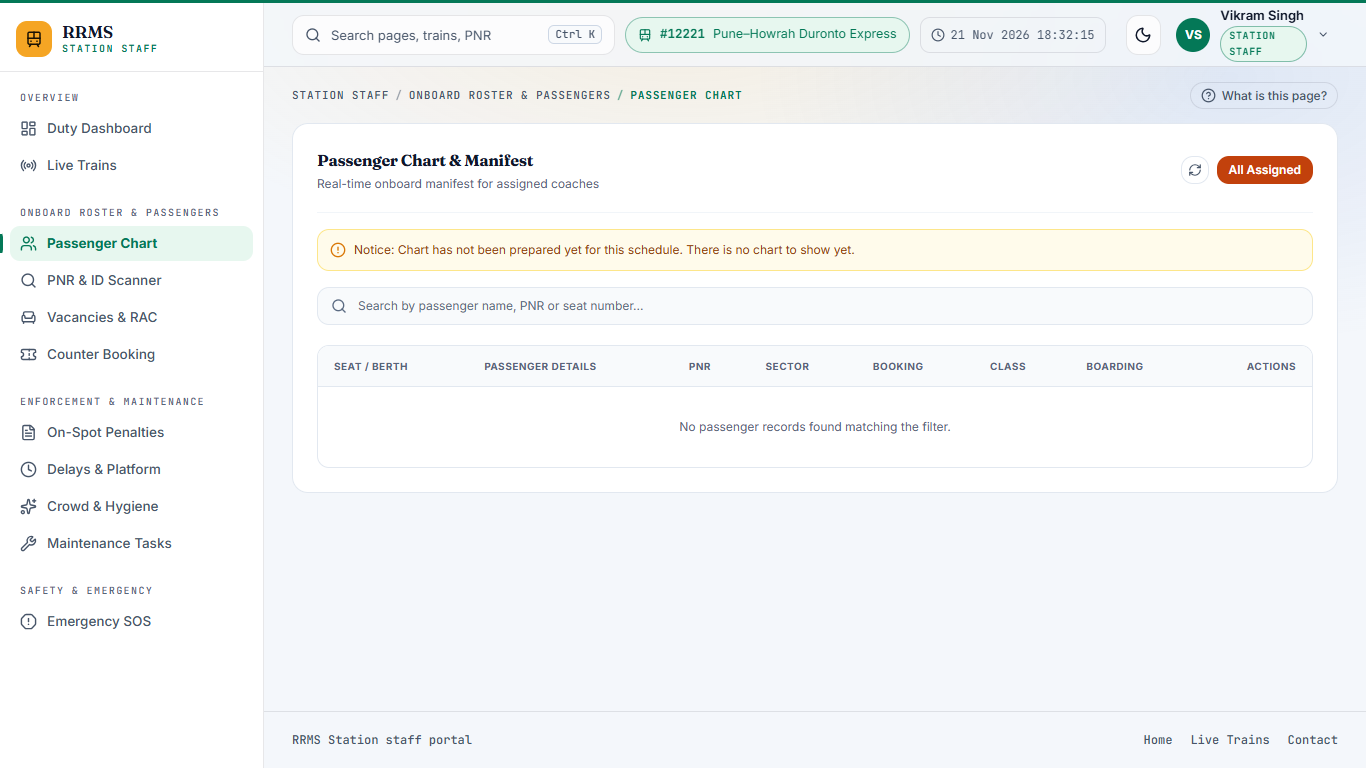 RRMS
STATION STAFF
Search pages, trains, PNR
Ctrl K
#12221 Pune–Howrah Duronto Express
21 Nov 2026 18:32:15
VS
Vikram Singh
STATION
STAFF
OVERVIEW
Duty Dashboard
Live Trains
ONBOARD ROSTER & PASSENGERS
Passenger Chart
PNR & ID Scanner
Vacancies & RAC
Counter Booking
ENFORCEMENT & MAINTENANCE
On-Spot Penalties
Delays & Platform
Crowd & Hygiene
Maintenance Tasks
SAFETY & EMERGENCY
Emergency SOS
STATION STAFF / ONBOARD ROSTER & PASSENGERS / PASSENGER CHART
What is this page?
Passenger Chart & Manifest
Real-time onboard manifest for assigned coaches
All Assigned
Notice: Chart has not been prepared yet for this schedule. There is no chart to show yet.
Search by passenger name, PNR or seat number...
SEAT / BERTH PASSENGER DETAILS PNR SECTOR BOOKING CLASS BOARDING ACTIONS
No passenger records found matching the filter.
RRMS Station staff portal
Home Live Trains Contact